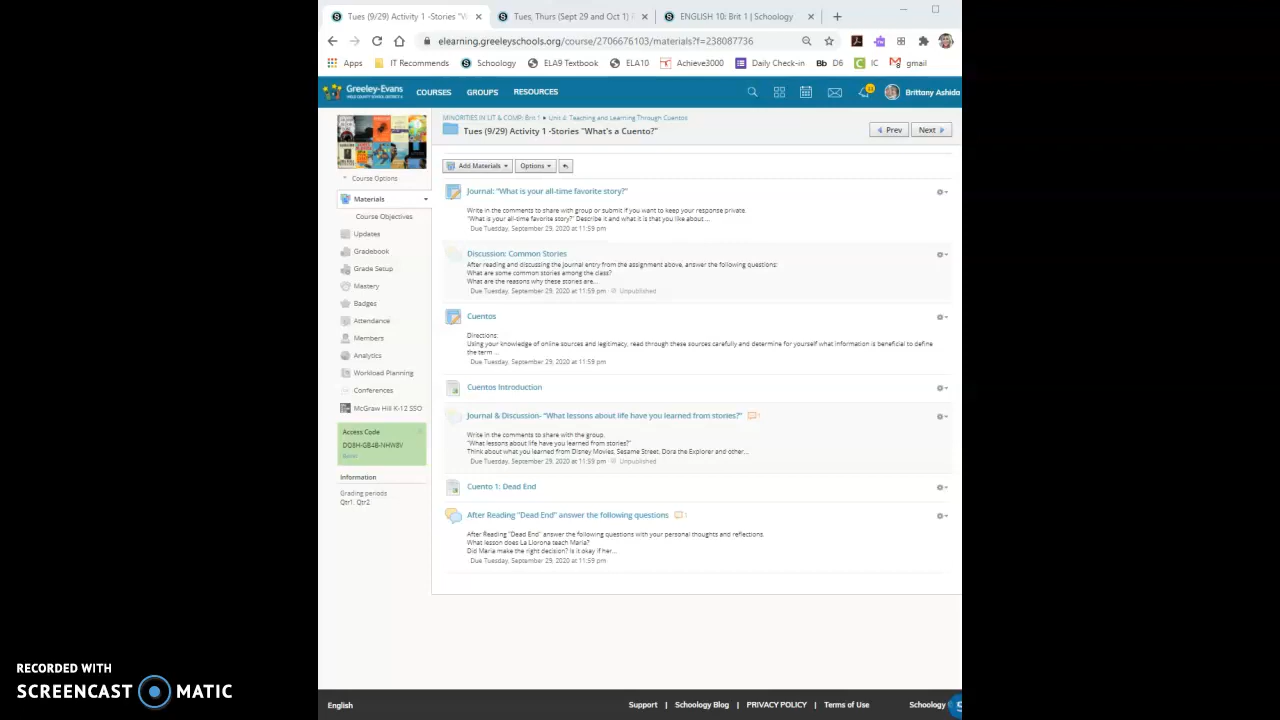 Tues (9/29) Activity 1 -Stories "W
Tues, Thurs (Sept 29 and Oct 1) R
ENGLISH 10: Brit 1 | Schoology
elearning.greeleyschools.org/course/2706676103/materials?f=238087736
Apps
IT Recommends
Schoology
ELA9 Textbook
ELA10
Achieve3000
Daily Check-in
Bb D6
IC
gmail
Greeley-Evans
COURSES
GROUPS
RESOURCES
Brittany Ashida
MINORITIES IN LIT & COMP: Brit 1 ▸ Unit 4: Teaching and Learning Through Cuentos
Tues (9/29) Activity 1 -Stories "What's a Cuento?"
Prev
Next
Add Materials
Options
Course Options
Materials
Course Objectives
Updates
Gradebook
Grade Setup
Mastery
Badges
Attendance
Members
Analytics
Workload Planning
Conferences
McGraw Hill K-12 SSO
Access Code
Information
Grading periods
Qtr1, Qtr2
Journal: "What is your all-time favorite story?"
Write in the comments to share with group or submit if you want to keep your response private.
"What is your all-time favorite story?" Describe it and what it is that you like about ...
Due Tuesday, September 29, 2020 at 11:59 pm
Discussion: Common Stories
After reading and discussing the journal entry from the assignment above, answer the following questions:
What are some common stories among the class?
What are the reasons why these stories are...
Due Tuesday, September 29, 2020 at 11:59 pm Unpublished
Cuentos
Directions:
Using your knowledge of online sources and legitimacy, read through these sources carefully and determine for yourself what information is beneficial to define
the term ...
Due Tuesday, September 29, 2020 at 11:59 pm
Cuentos Introduction
Journal & Discussion- "What lessons about life have you learned from stories?" 1
Write in the comments to share with the group.
"What lessons about life have you learned from stories?"
Think about what you learned from Disney Movies, Sesame Street, Dora the Explorer and other...
Due Tuesday, September 29, 2020 at 11:59 pm Unpublished
Cuento 1: Dead End
After Reading "Dead End" answer the following questions 1
After Reading "Dead End" answer the following questions with your personal thoughts and reflections.
What lesson does La Llorona teach Maria?
Did Maria make the right decision? Is it okay if her...
Due Tuesday, September 29, 2020 at 11:59 pm
English
Support | Schoology Blog | PRIVACY POLICY | Terms of Use
Schoology
RECORDED WITH
SCREENCAST MATIC